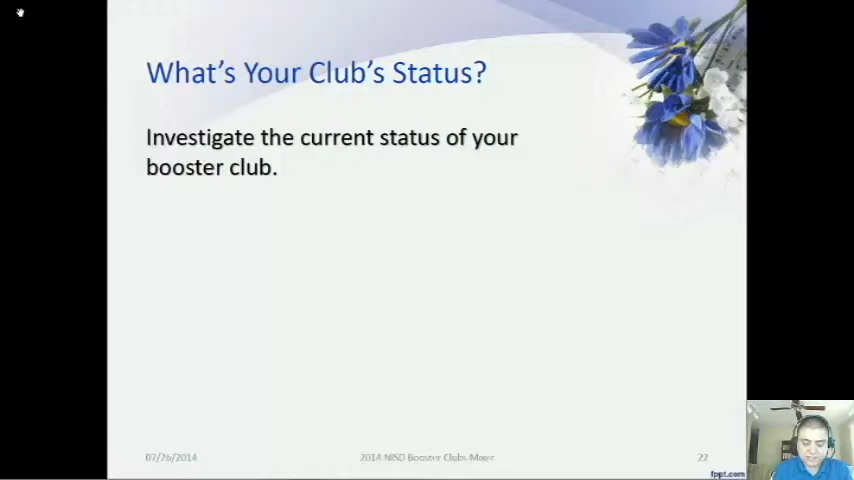 What's Your Club's Status?
Investigate the current status of your
booster club.
07/26/2014
2014 NISD Booster Clubs Mixer
22
fppt.com